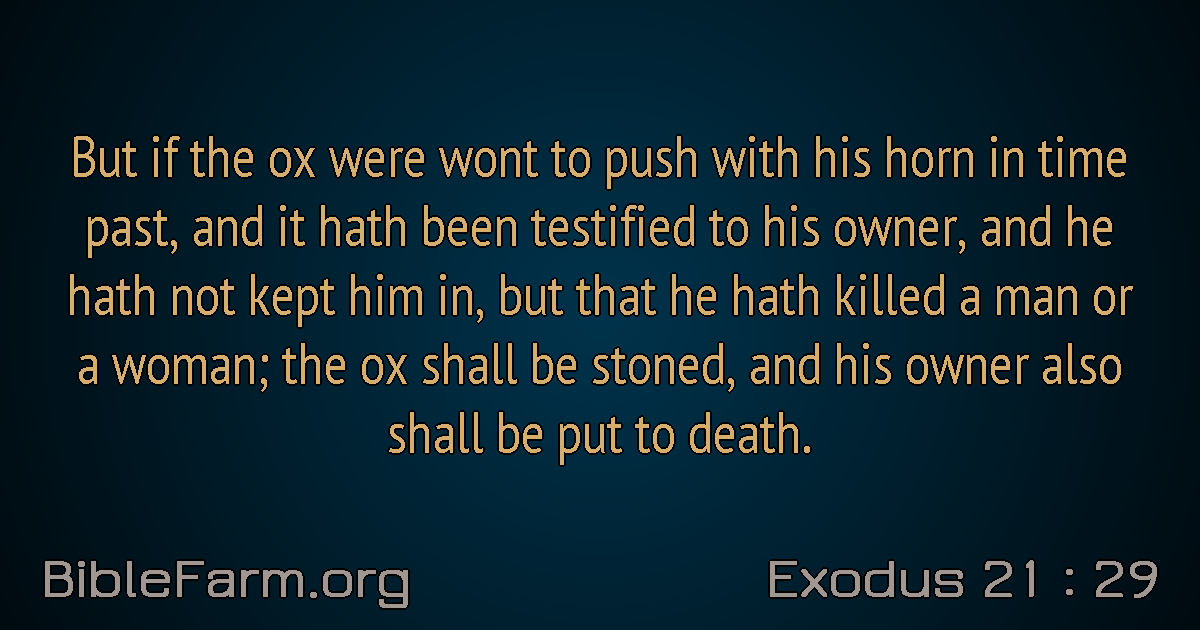 But if the ox were wont to push with his horn in time
past, and it hath been testified to his owner, and he
hath not kept him in, but that he hath killed a man or
a woman; the ox shall be stoned, and his owner also
shall be put to death.
BibleFarm.org
Exodus 21 : 29